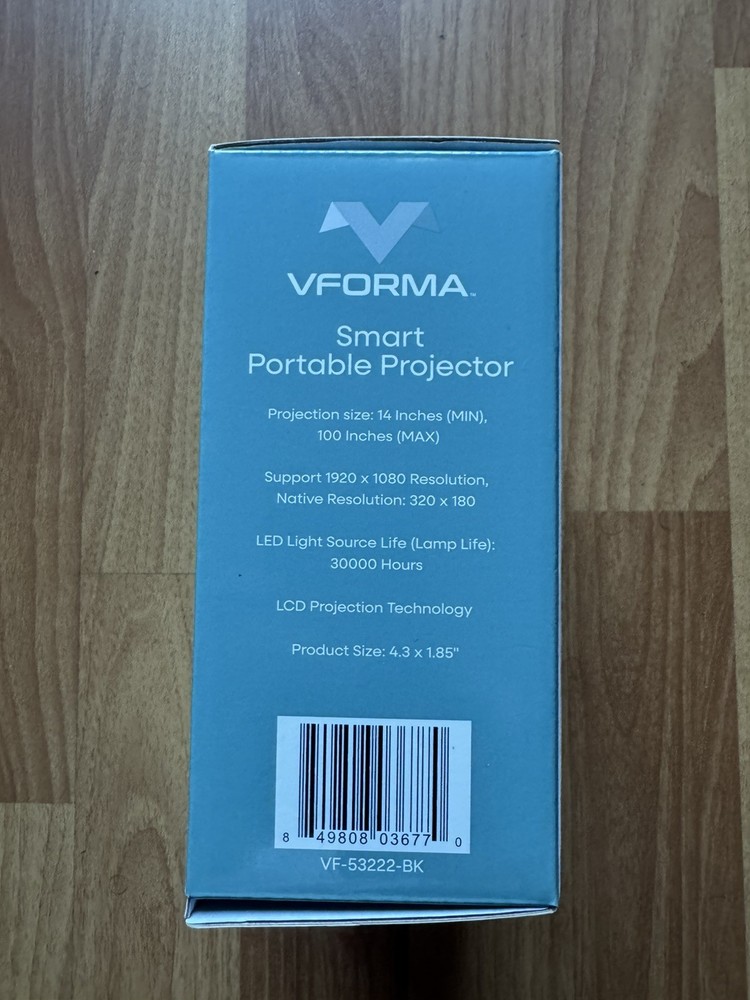 VFORMA™
Smart
Portable Projector
Projection size: 14 Inches (MIN),
100 Inches (MAX)
Support 1920 x 1080 Resolution,
Native Resolution: 320 x 180
LED Light Source Life (Lamp Life):
30000 Hours
LCD Projection Technology
Product Size: 4.3 x 1.85"
8 49808 03677 0
VF-53222-BK